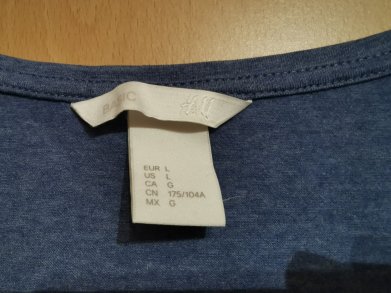 BASIC
H&M
EUR L
US L
CA G
CN 175/104A
MX G